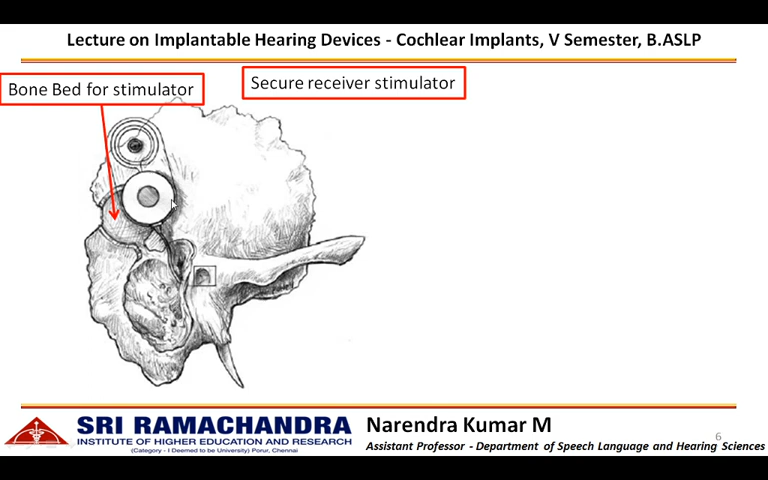 Lecture on Implantable Hearing Devices - Cochlear Implants, V Semester, B.ASLP
Bone Bed for stimulator
Secure receiver stimulator
SRI RAMACHANDRA
INSTITUTE OF HIGHER EDUCATION AND RESEARCH
(Category - I Deemed to be University) Porur, Chennai
Narendra Kumar M
Assistant Professor - Department of Speech Language and Hearing Sciences
6